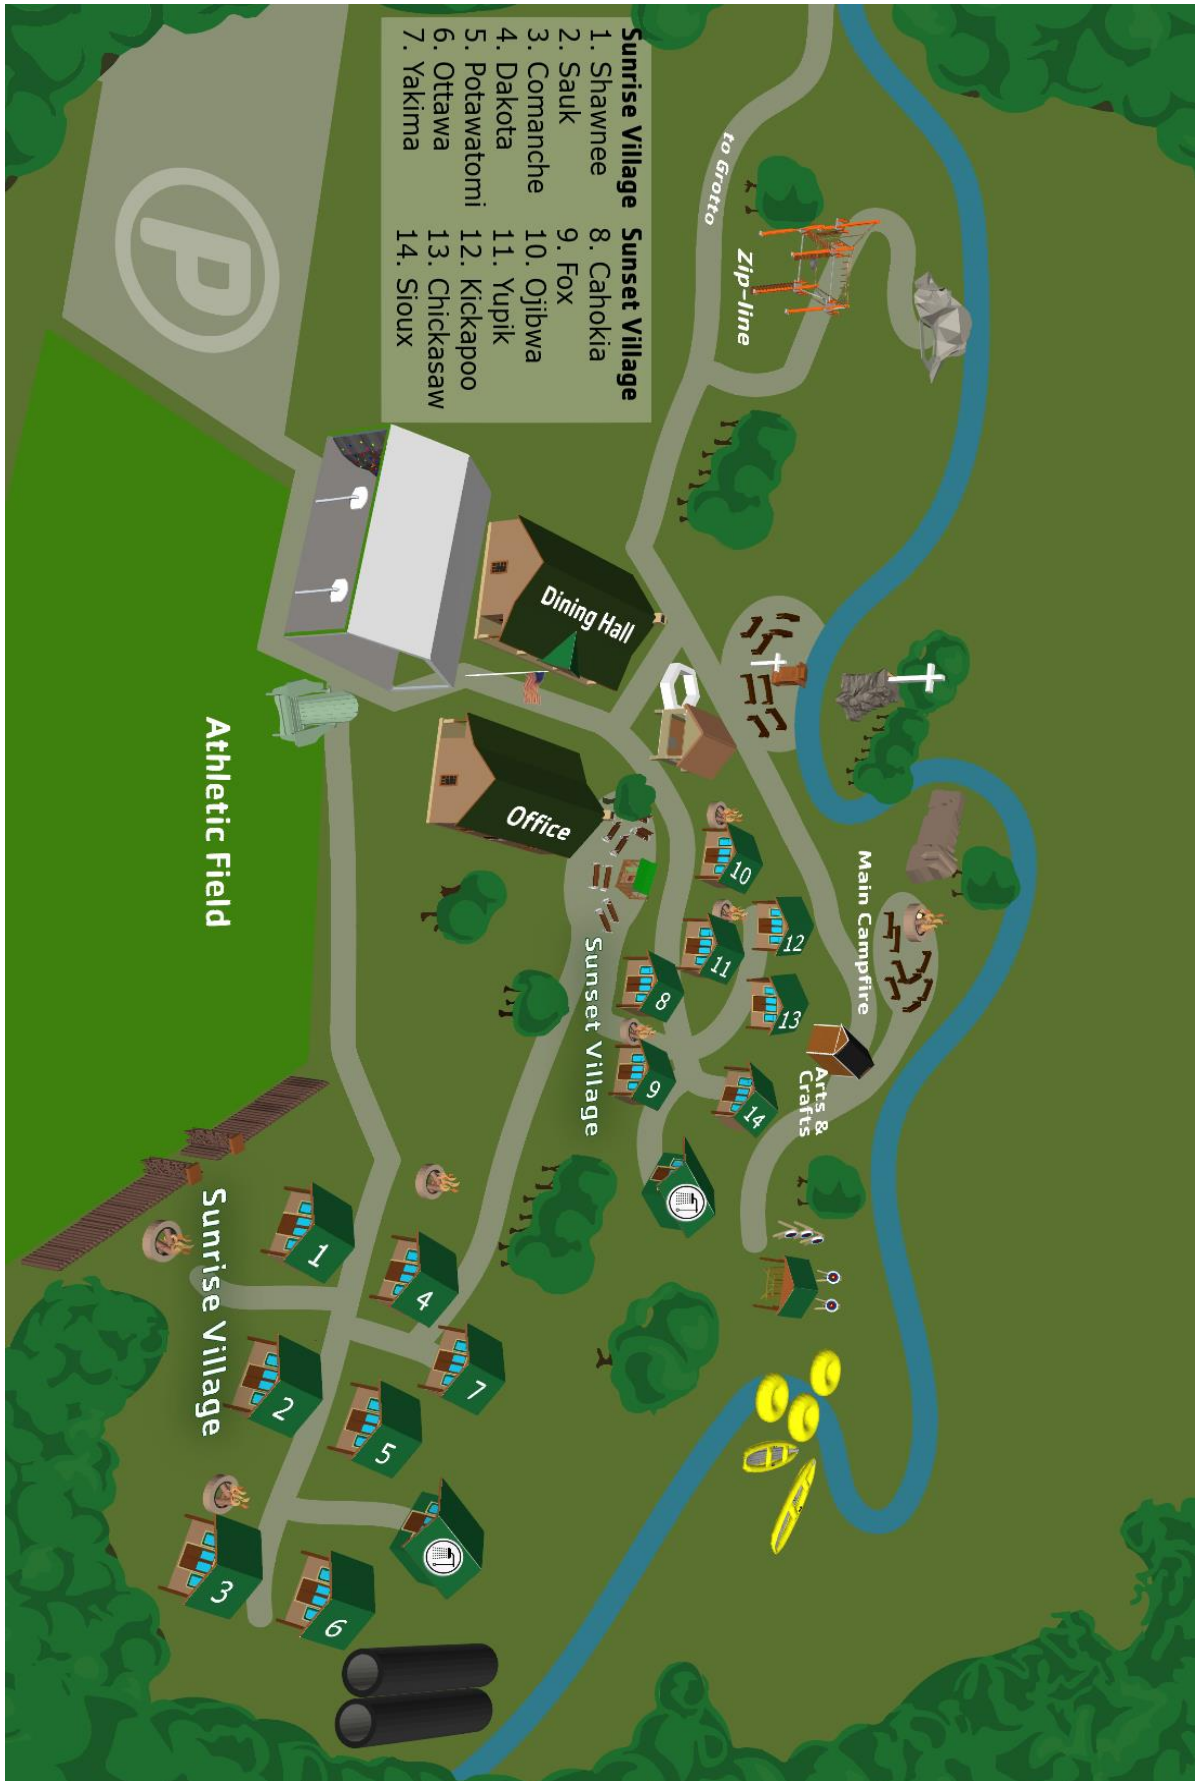 Sunrise Village Sunset Village
1. Shawnee 8. Cahokia
2. Sauk 9. Fox
3. Comanche 10. Ojibwa
4. Dakota 11. Yupik
5. Potawatomi 12. Kickapoo
6. Ottawa 13. Chickasaw
7. Yakima 14. Sioux
to Grotto
Zip-line
P
Dining Hall
Office
Athletic Field
Main Campfire
Arts &
Crafts
Sunset Village
10
12
11
13
8
9
14
Sunrise Village
1
4
7
2
5
3
6